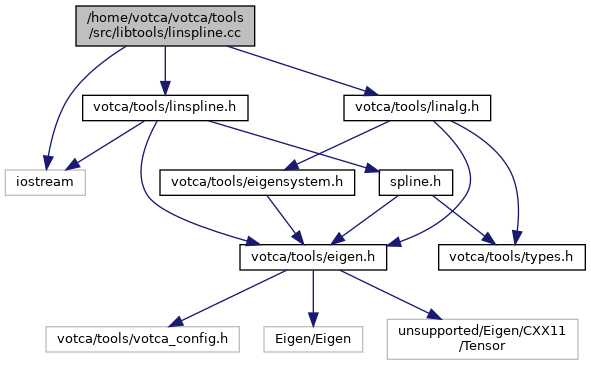 /home/votca/votca/tools
/src/libtools/linspline.cc
votca/tools/linspline.h
votca/tools/linalg.h
iostream
votca/tools/eigensystem.h
spline.h
votca/tools/eigen.h
votca/tools/types.h
votca/tools/votca_config.h
Eigen/Eigen
unsupported/Eigen/CXX11
/Tensor